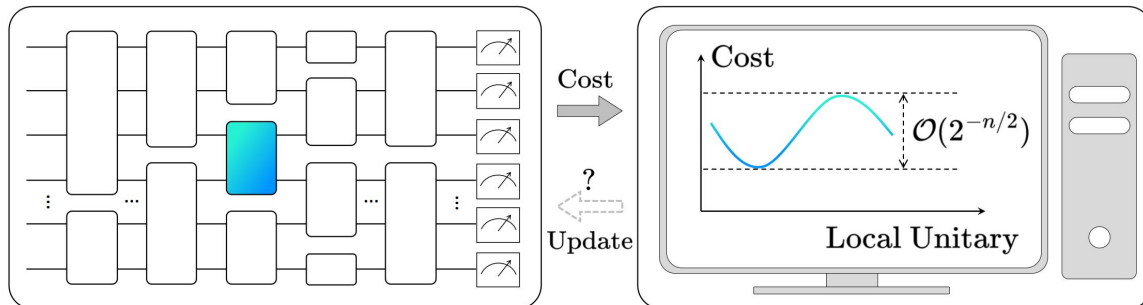 ⋮ ... ... ⋮
Cost
?
Update
Cost
O(2^{-n/2})
Local Unitary